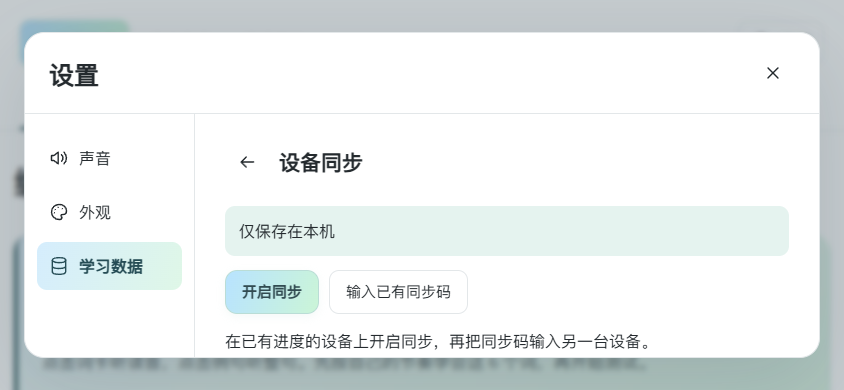 设置
声音
外观
学习数据
设备同步
仅保存在本机
开启同步
输入已有同步码
在已有进度的设备上开启同步，再把同步码输入另一台设备。